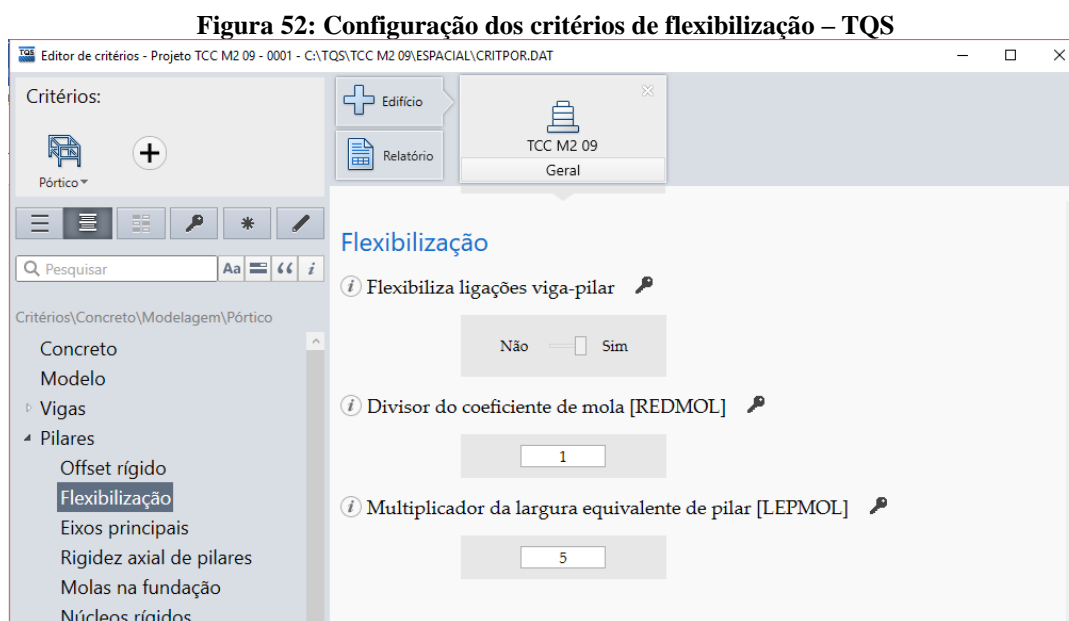 Figura 52: Configuração dos critérios de flexibilização – TQS
TQS Editor de critérios - Projeto TCC M2 09 - 0001 - C:\TQS\TCC M2 09\ESPACIAL\CRITPOR.DAT
Critérios:
Pórtico
Edifício
Relatório
TCC M2 09
Geral
Pesquisar
Aa
Critérios\Concreto\Modelagem\Pórtico
Concreto
Modelo
Vigas
Pilares
Offset rígido
Flexibilização
Eixos principais
Rigidez axial de pilares
Molas na fundação
Núcleos rígidos
Flexibilização
Flexibiliza ligações viga-pilar
Não Sim
Divisor do coeficiente de mola [REDMOL]
1
Multiplicador da largura equivalente de pilar [LEPMOL]
5